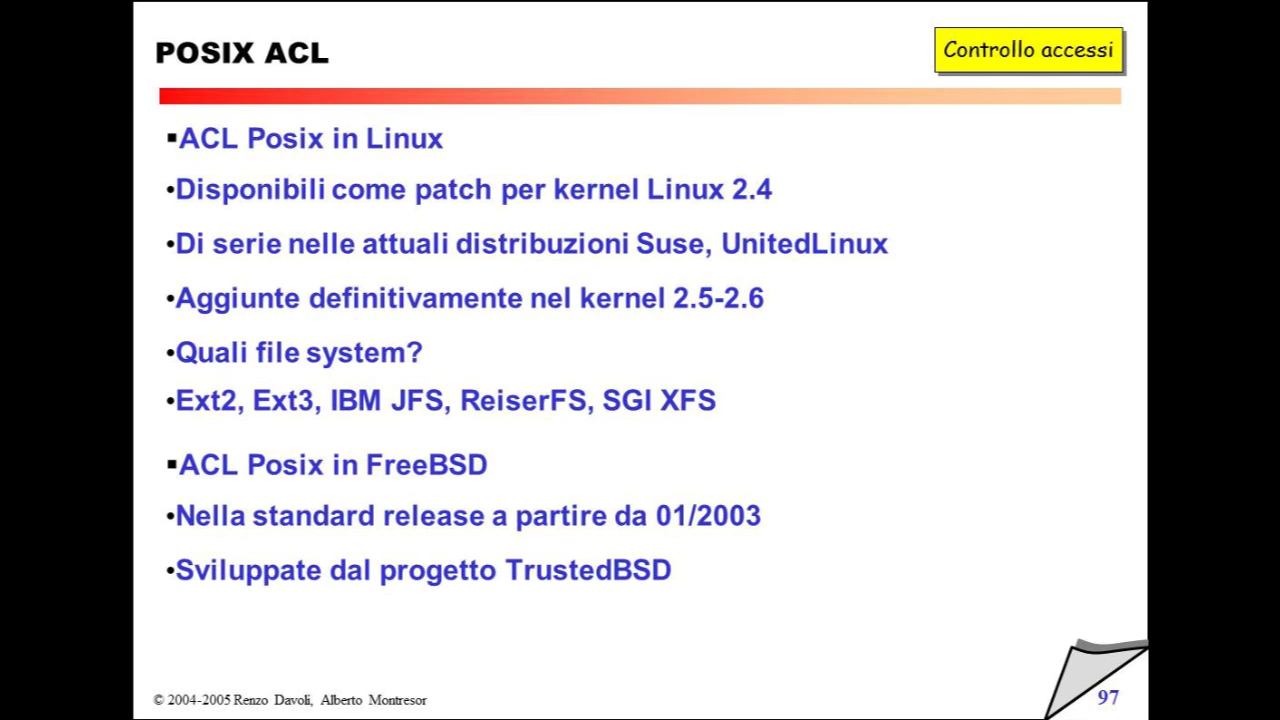 POSIX ACL
Controllo accessi
▪ACL Posix in Linux
•Disponibili come patch per kernel Linux 2.4
•Di serie nelle attuali distribuzioni Suse, UnitedLinux
•Aggiunte definitivamente nel kernel 2.5-2.6
•Quali file system?
•Ext2, Ext3, IBM JFS, ReiserFS, SGI XFS
▪ACL Posix in FreeBSD
•Nella standard release a partire da 01/2003
•Sviluppate dal progetto TrustedBSD
© 2004-2005 Renzo Davoli, Alberto Montresor
97